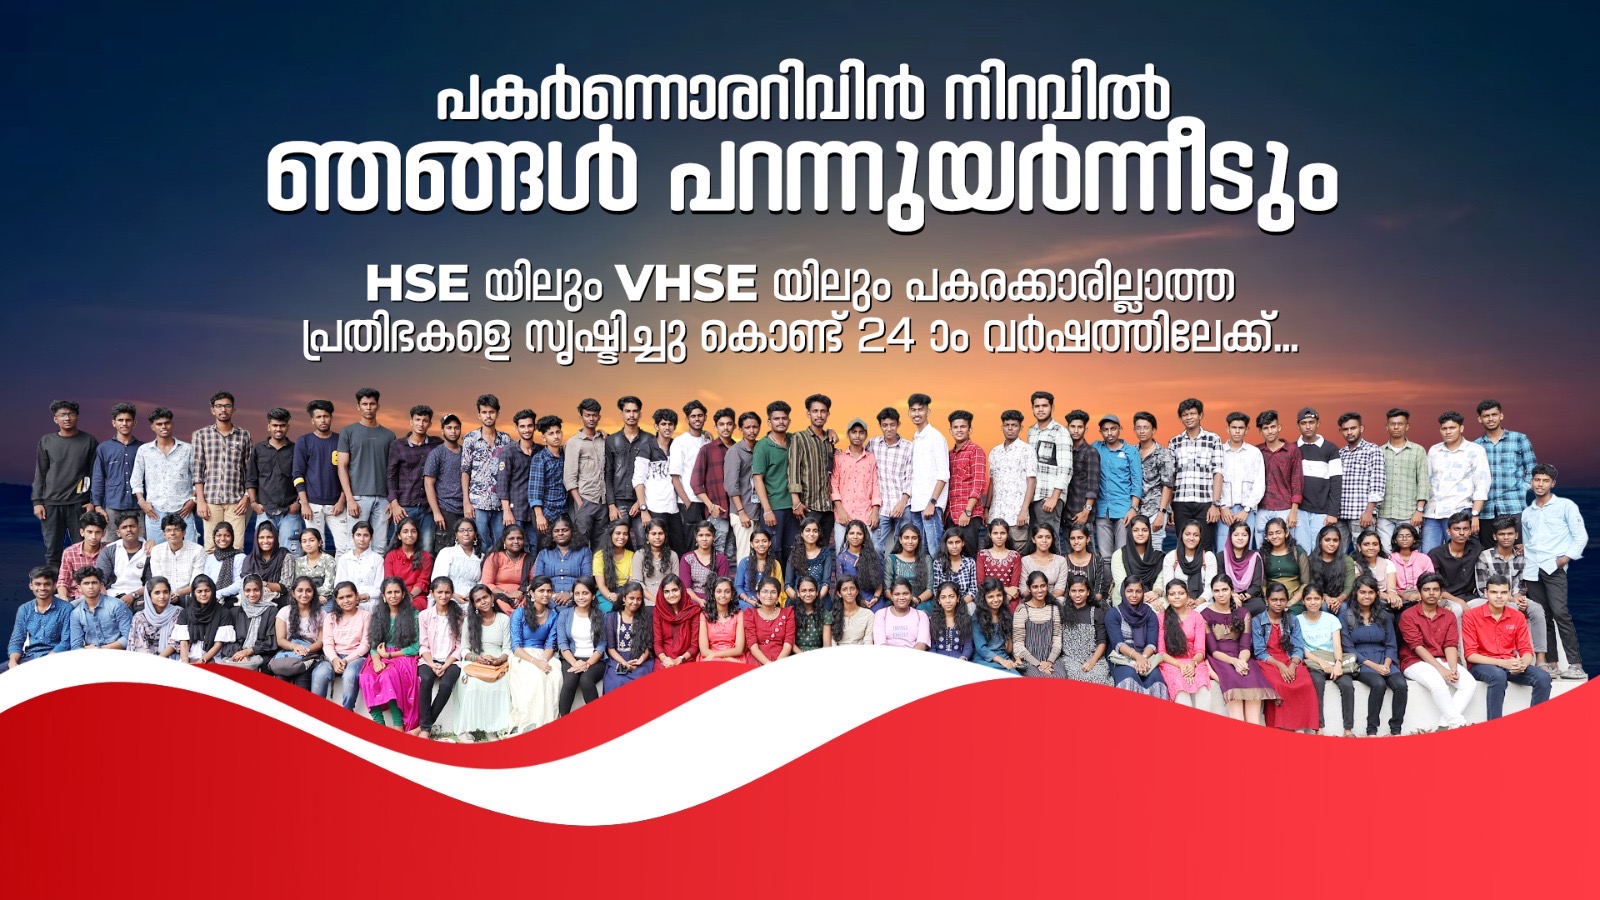 പകർന്നൊരറിവിൻ നിറവിൽ
ഞങ്ങൾ പറന്നുയർന്നീടും
HSE യിലും VHSE യിലും പകരക്കാരില്ലാത്ത
പ്രതിഭകളെ സൃഷ്ടിച്ചു കൊണ്ട് 24 ാം വർഷത്തിലേക്ക്...